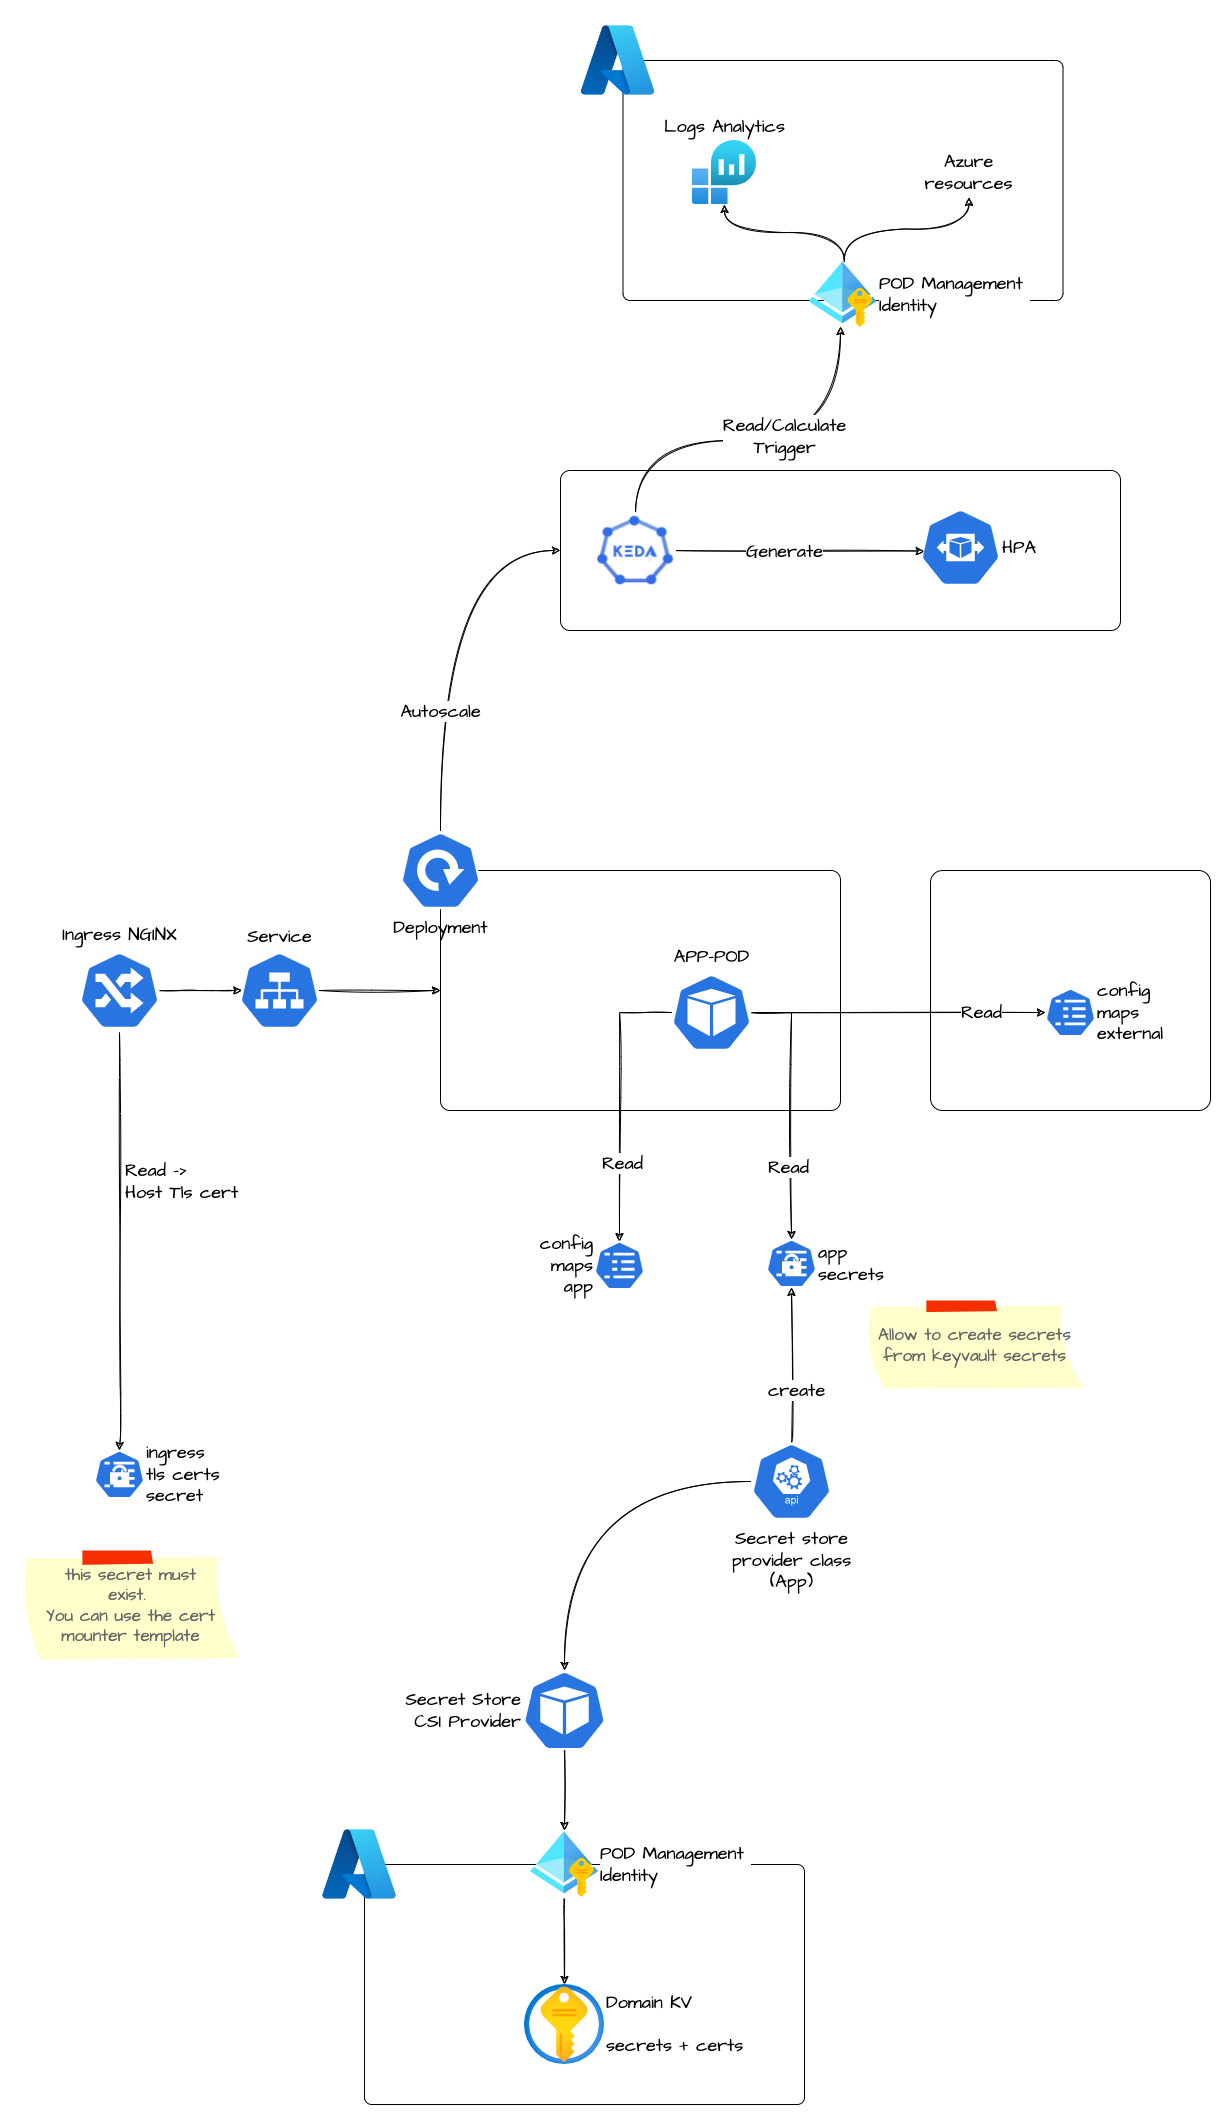 Logs Analytics
Azure
resources
POD Management
Identity
Read/Calculate
Trigger
KEDA
Generate
HPA
Autoscale
Deployment
Ingress NGINX
Service
APP-POD
Read
config
maps
external
Read ->
Host Tls cert
Read
Read
config
maps
app
app
secrets
Allow to create secrets
from keyvault secrets
create
ingress
tls certs
secret
api
Secret store
provider class
(App)
this secret must
exist.
You can use the cert
mounter template
Secret Store
CSI Provider
POD Management
Identity
Domain KV
secrets + certs